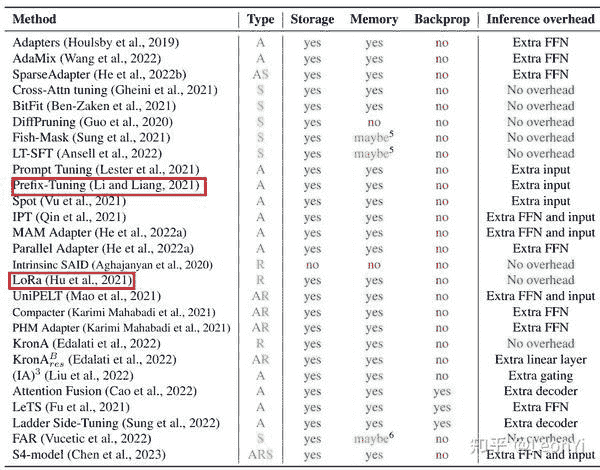 Method Type Storage Memory Backprop Inference overhead
Adapters (Houlsby et al., 2019) A yes yes no Extra FFN
AdaMix (Wang et al., 2022) A yes yes no Extra FFN
SparseAdapter (He et al., 2022b) AS yes yes no Extra FFN
Cross-Attn tuning (Gheini et al., 2021) S yes yes no No overhead
BitFit (Ben-Zaken et al., 2021) S yes yes no No overhead
DiffPruning (Guo et al., 2020) S yes no no No overhead
Fish-Mask (Sung et al., 2021) S yes maybe⁵ no No overhead
LT-SFT (Ansell et al., 2022) S yes maybe⁵ no No overhead
Prompt Tuning (Lester et al., 2021) A yes yes no Extra input
Prefix-Tuning (Li and Liang, 2021) A yes yes no Extra input
Spot (Vu et al., 2021) A yes yes no Extra input
IPT (Qin et al., 2021) A yes yes no Extra FFN and input
MAM Adapter (He et al., 2022a) A yes yes no Extra FFN and input
Parallel Adapter (He et al., 2022a) A yes yes no Extra FFN
Intrinsinc SAID (Aghajanyan et al., 2020) R no no no No overhead
LoRa (Hu et al., 2021) R yes yes no No overhead
UniPELT (Mao et al., 2021) AR yes yes no Extra FFN and input
Compacter (Karimi Mahabadi et al., 2021) AR yes yes no Extra FFN
PHM Adapter (Karimi Mahabadi et al., 2021) AR yes yes no Extra FFN
KronA (Edalati et al., 2022) R yes yes no No overhead
KronA^B_res (Edalati et al., 2022) AR yes yes no Extra linear layer
(IA)³ (Liu et al., 2022) A yes yes no Extra gating
Attention Fusion (Cao et al., 2022) A yes yes yes Extra decoder
LeTS (Fu et al., 2021) A yes yes yes Extra FFN
Ladder Side-Tuning (Sung et al., 2022) A yes yes yes Extra decoder
FAR (Vucetic et al., 2022) S yes maybe⁶ no No overhead
S4-model (Chen et al., 2023) ARS yes yes no Extra FFN and input
知乎 @Leonyi